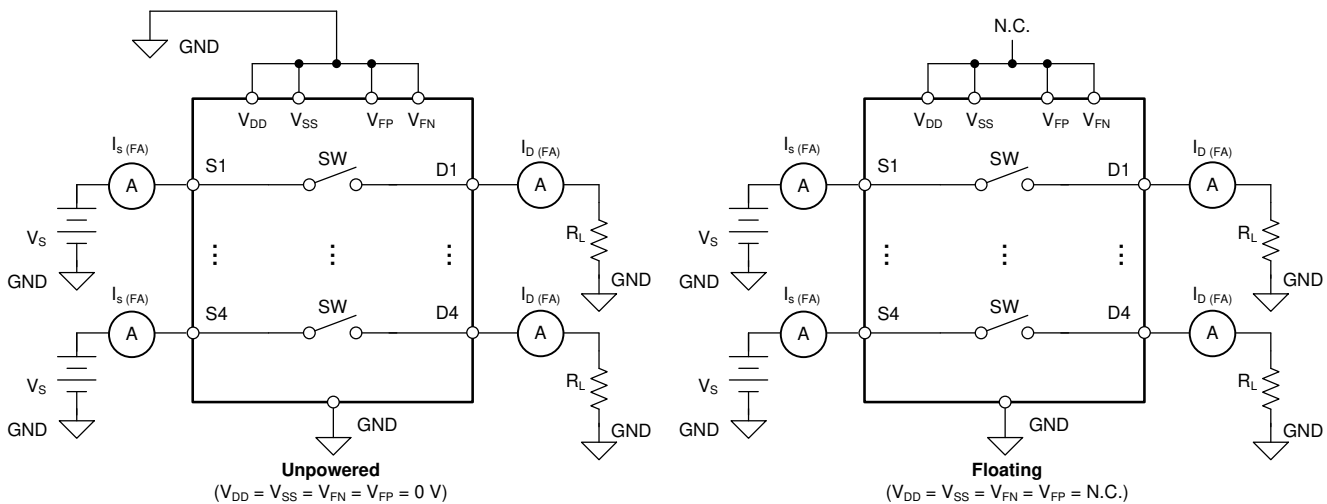 GND
V_DD V_SS V_FP V_FN
I_s (FA)
A
S1
SW
D1
I_D (FA)
A
V_S
GND
R_L
GND
⋮ ⋮ ⋮
I_s (FA)
A
S4
SW
D4
I_D (FA)
A
V_S
GND
R_L
GND
GND
Unpowered
(V_DD = V_SS = V_FN = V_FP = 0 V)
N.C.
V_DD V_SS V_FP V_FN
I_s (FA)
A
S1
SW
D1
I_D (FA)
A
V_S
GND
R_L
GND
⋮ ⋮ ⋮
I_s (FA)
A
S4
SW
D4
I_D (FA)
A
V_S
GND
R_L
GND
GND
Floating
(V_DD = V_SS = V_FN = V_FP = N.C.)